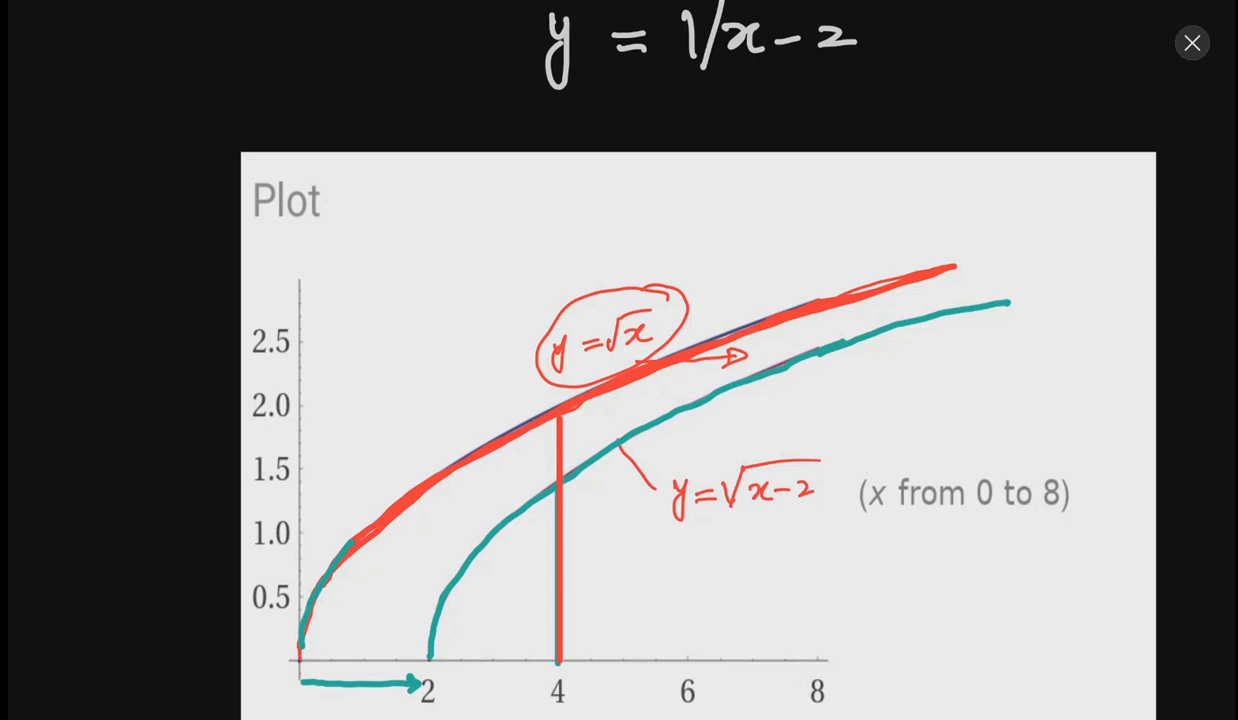 y = √x-2
Plot
2.5
2.0
1.5
1.0
0.5
y = √x
y = √x-2
(x from 0 to 8)
2 4 6 8